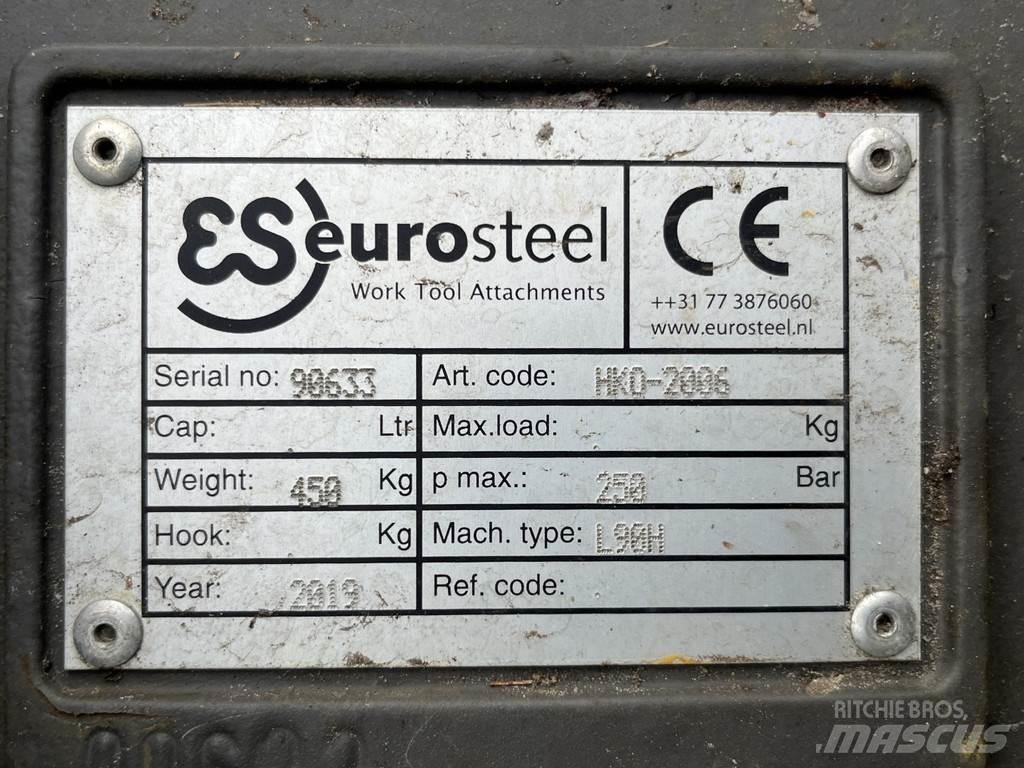 ES eurosteel
Work Tool Attachments
CE
++31 77 3876060
www.eurosteel.nl
Serial no: 90633 Art. code: HKO-2006
Cap: Ltr Max.load: Kg
Weight: 450 Kg p max.: 250 Bar
Hook: Kg Mach. type: L90H
Year: 2019 Ref. code:
RITCHIE BROS.
MASCUS